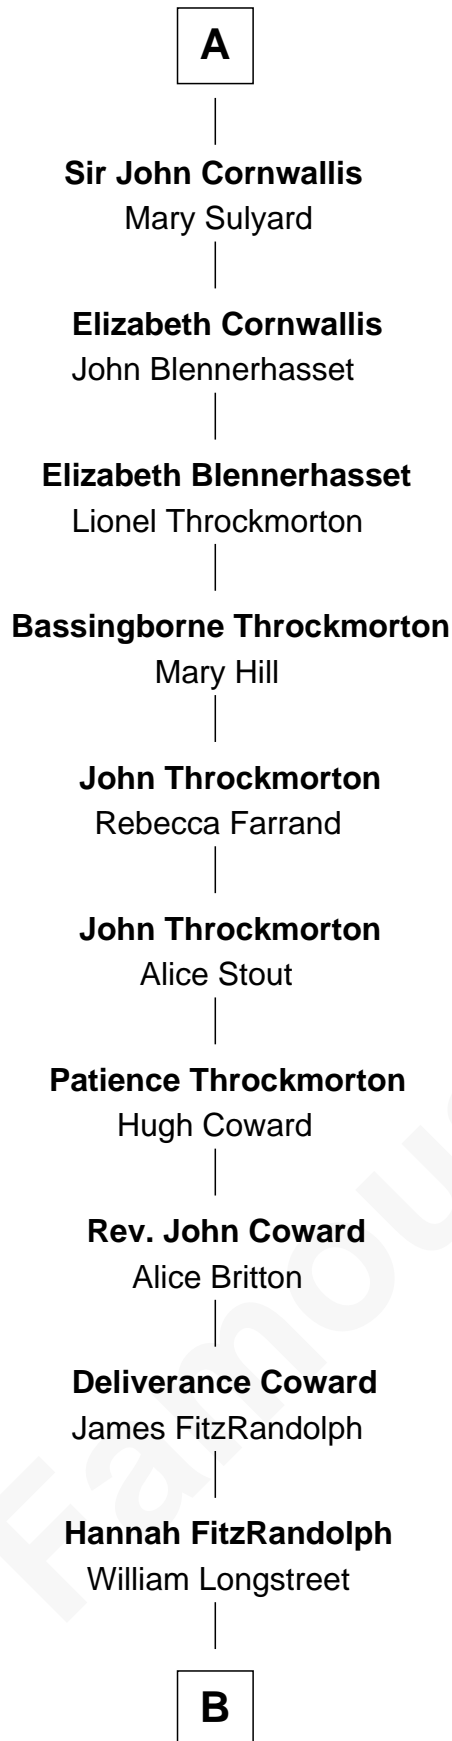 A
Sir John Cornwallis
Mary Sulyard
Elizabeth Cornwallis
John Blennerhasset
Elizabeth Blennerhasset
Lionel Throckmorton
Bassingborne Throckmorton
Mary Hill
John Throckmorton
Rebecca Farrand
John Throckmorton
Alice Stout
Patience Throckmorton
Hugh Coward
Rev. John Coward
Alice Britton
Deliverance Coward
James FitzRandolph
Hannah FitzRandolph
William Longstreet
B
Famou